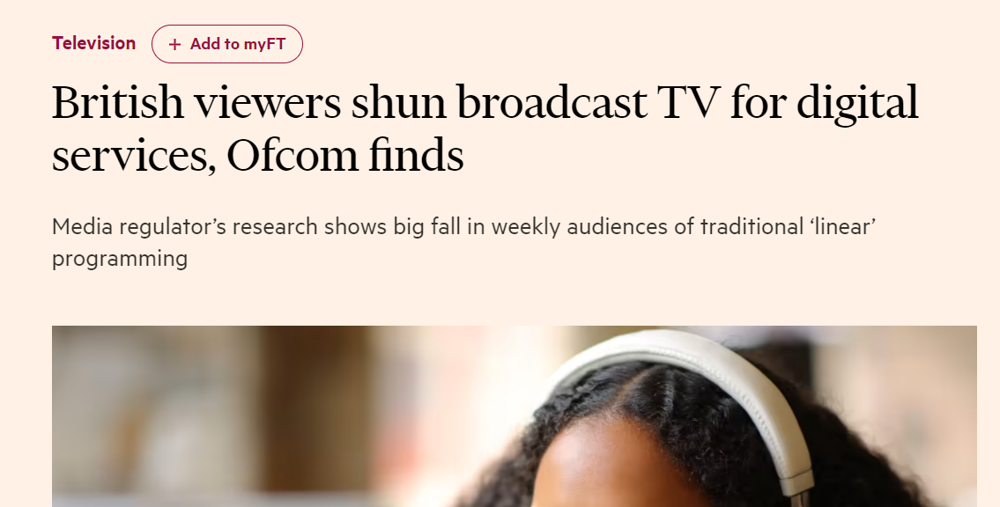 Television
+ Add to myFT
British viewers shun broadcast TV for digital
services, Ofcom finds
Media regulator’s research shows big fall in weekly audiences of traditional ‘linear’
programming